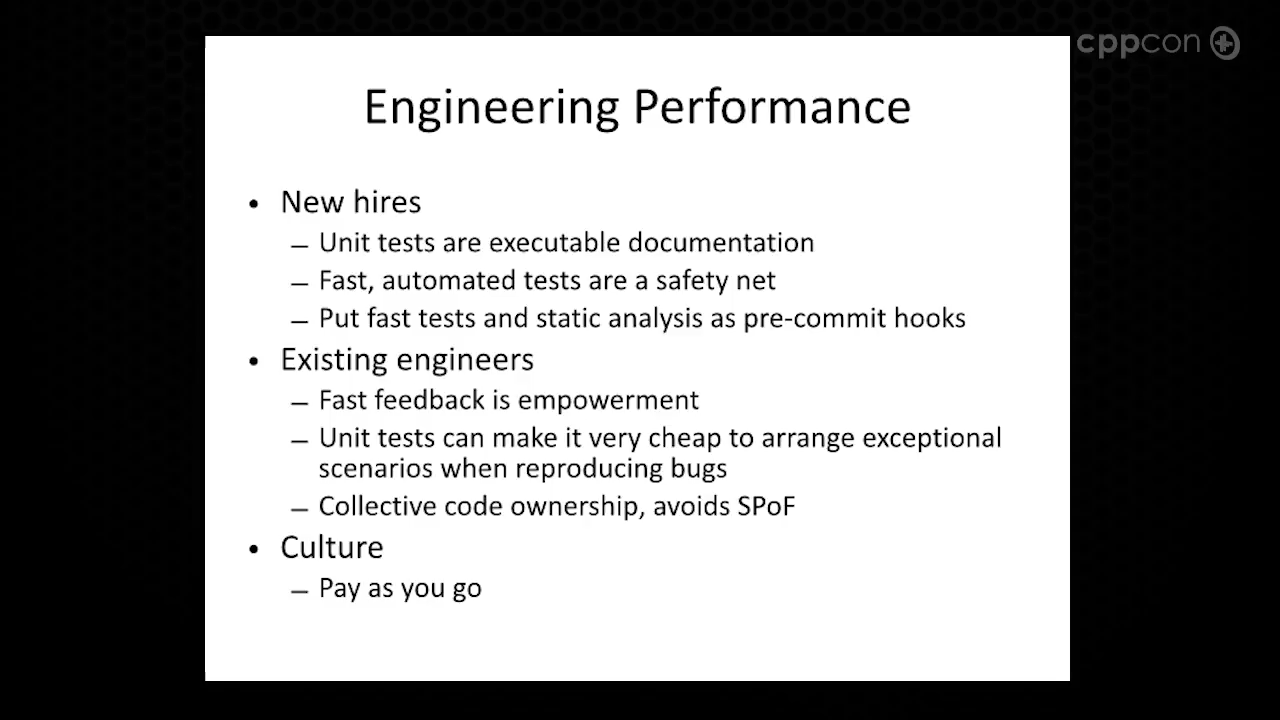 cppcon
Engineering Performance
• New hires
– Unit tests are executable documentation
– Fast, automated tests are a safety net
– Put fast tests and static analysis as pre-commit hooks
• Existing engineers
– Fast feedback is empowerment
– Unit tests can make it very cheap to arrange exceptional
scenarios when reproducing bugs
– Collective code ownership, avoids SPoF
• Culture
– Pay as you go